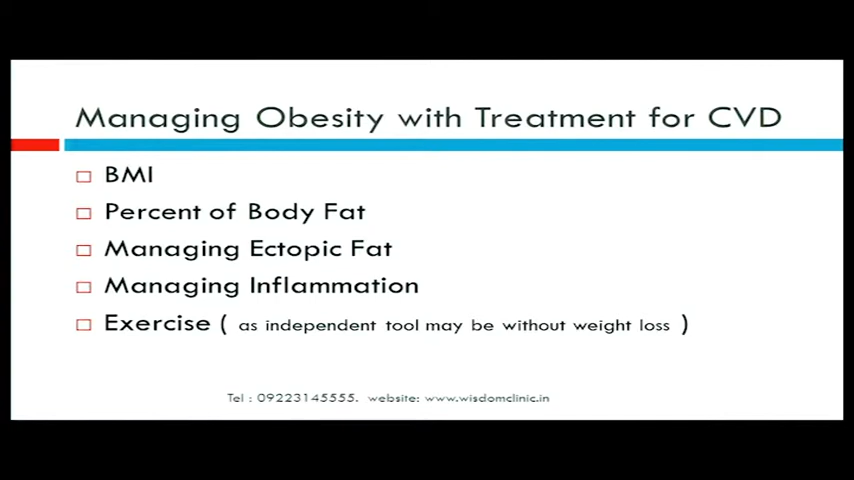 Managing Obesity with Treatment for CVD
BMI
Percent of Body Fat
Managing Ectopic Fat
Managing Inflammation
Exercise ( as independent tool may be without weight loss )
Tel : 09223145555. website: www.wisdomclinic.in